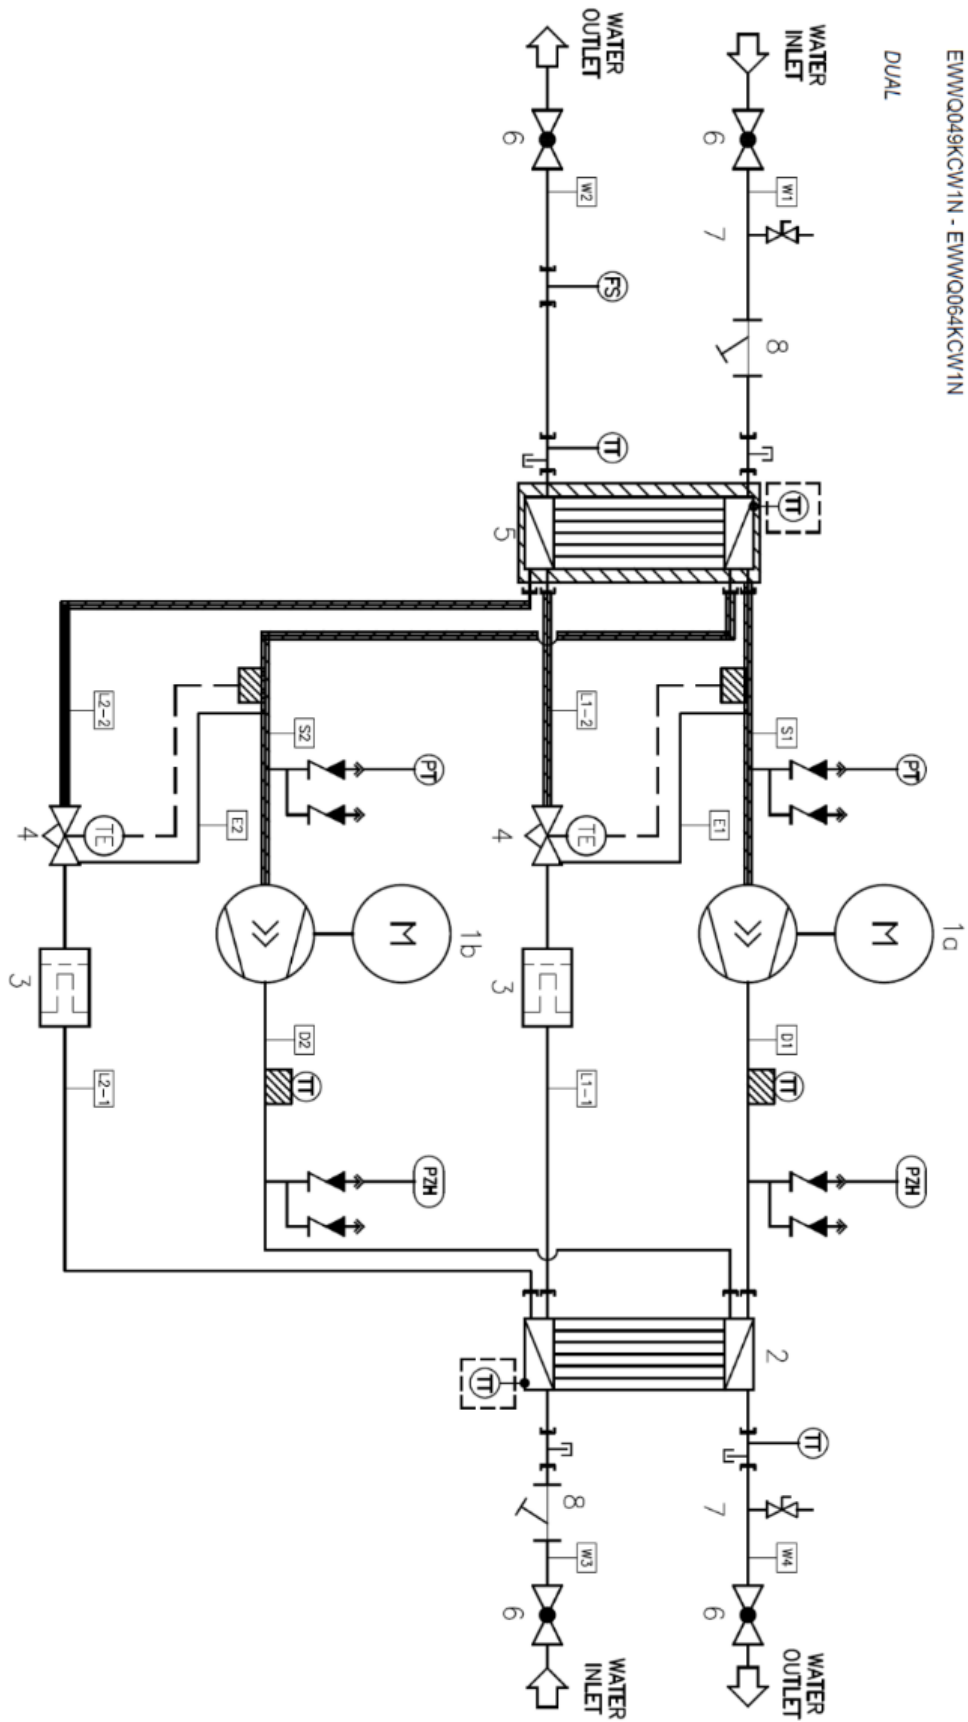 EWWQ049KCW1N - EWWQ064KCW1N
DUAL
1a
PT
M
PZH
WATER
INLET
6
W1
7
8
TT
S1
E1
D1
TT
2
TT
7
W4
6
WATER
OUTLET
WATER
OUTLET
6
W2
FS
TT
5
L1-2
TE
4
3
L1-1
TT
8
W3
6
WATER
INLET
1b
PT
M
PZH
S2
E2
D2
TT
L2-2
TE
4
3
L2-1